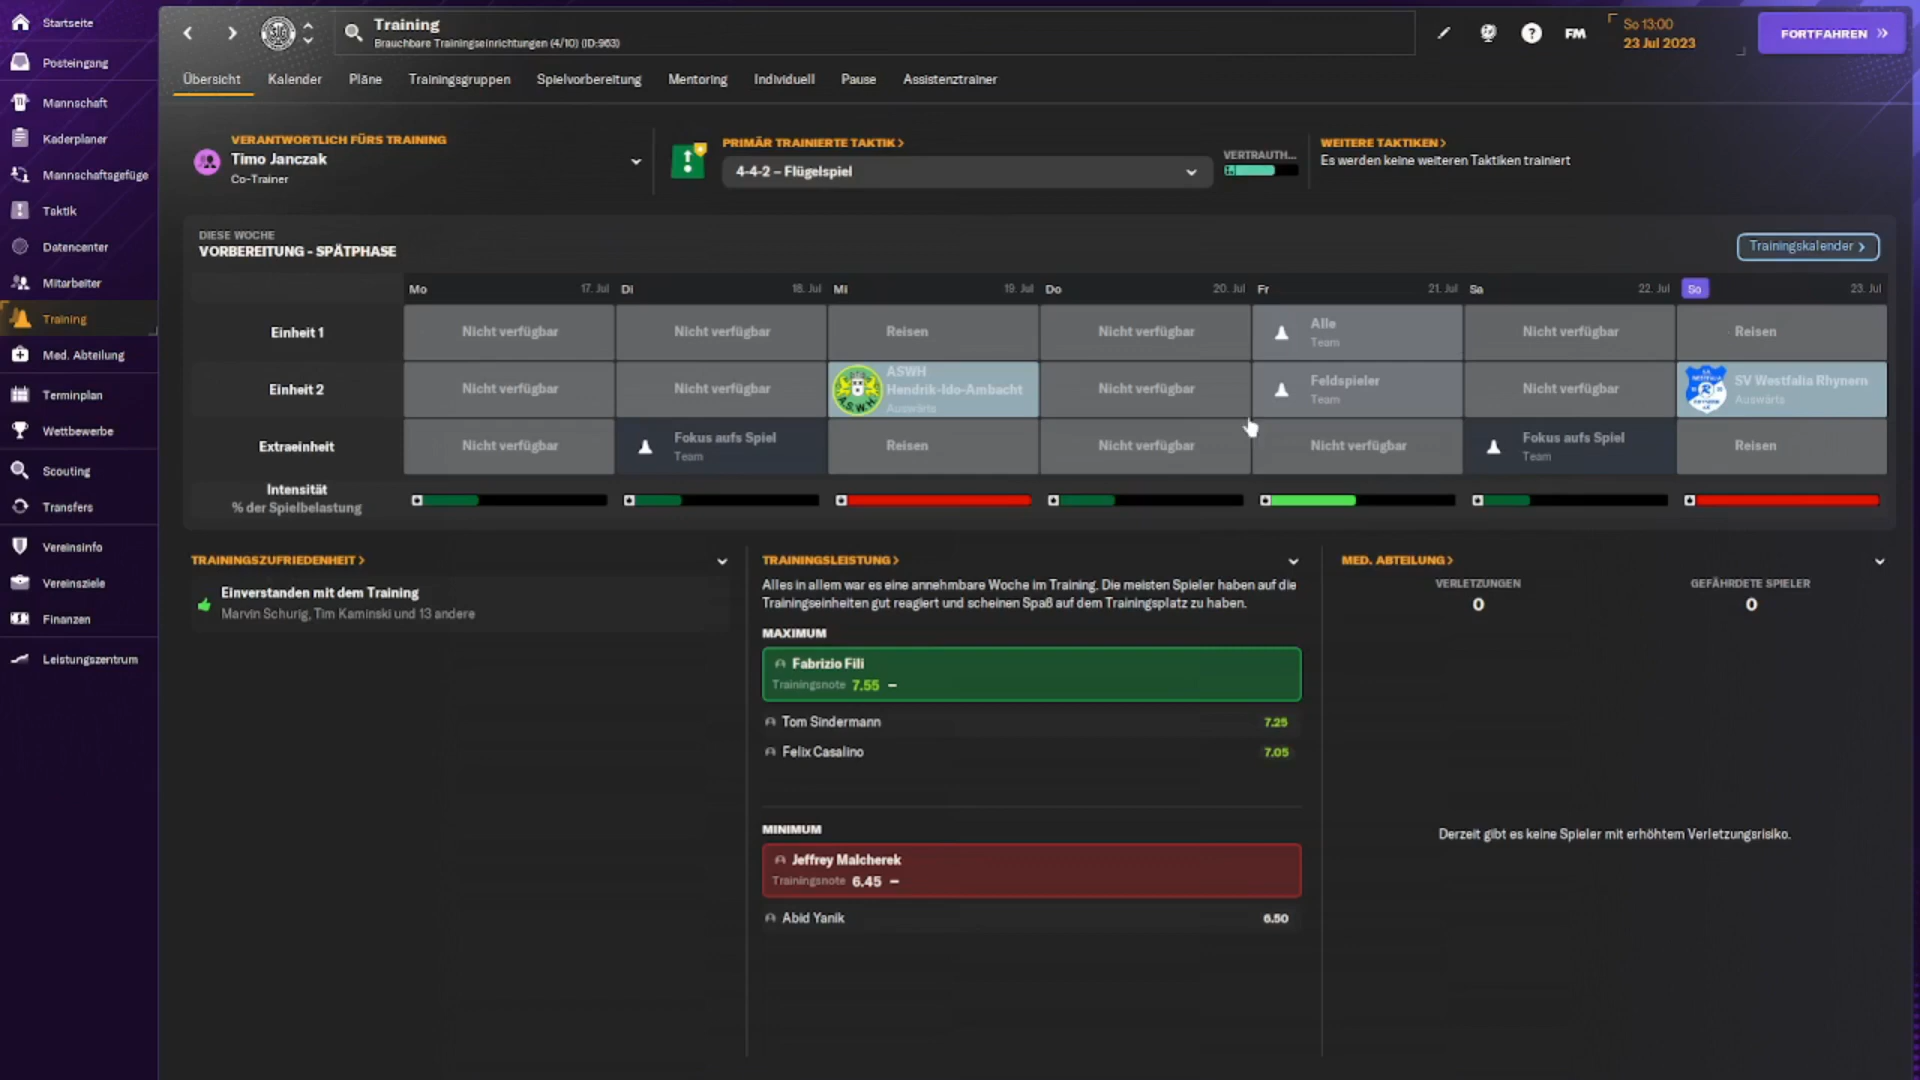 Startseite
Posteingang
Mannschaft
Kaderplaner
Mannschaftsgefüge
Taktik
Datencenter
Mitarbeiter
Training
Med. Abteilung
Terminplan
Wettbewerbe
Scouting
Transfers
Vereinsinfo
Vereinsziele
Finanzen
Leistungszentrum
Training
Brauchbare Trainingseinrichtungen (4/10) (ID:963)
FM
So 13:00
23 Jul 2023
FORTFAHREN
Übersicht Kalender Pläne Trainingsgruppen Spielvorbereitung Mentoring Individuell Pause Assistenztrainer
VERANTWORTLICH FÜRS TRAINING
Timo Janczak
Co-Trainer
PRIMÄR TRAINIERTE TAKTIK >
4-4-2 – Flügelspiel
VERTRAUTH...
WEITERE TAKTIKEN >
Es werden keine weiteren Taktiken trainiert
DIESE WOCHE
VORBEREITUNG - SPÄTPHASE
Trainingskalender >
Mo 17. Jul Di 18. Jul Mi 19. Jul Do 20. Jul Fr 21. Jul Sa 22. Jul So 23. Jul
Einheit 1
Nicht verfügbar
Nicht verfügbar
Reisen
Nicht verfügbar
Alle
Team
Nicht verfügbar
Reisen
Einheit 2
Nicht verfügbar
Nicht verfügbar
ASWH
Hendrik-Ido-Ambacht
Auswärts
Nicht verfügbar
Feldspieler
Team
Nicht verfügbar
SV Westfalia Rhynern
Auswärts
Extraeinheit
Nicht verfügbar
Fokus aufs Spiel
Team
Reisen
Nicht verfügbar
Nicht verfügbar
Fokus aufs Spiel
Team
Reisen
Intensität
% der Spielbelastung
TRAININGSZUFRIEDENHEIT >
Einverstanden mit dem Training
Marvin Schurig, Tim Kaminski und 13 andere
TRAININGSLEISTUNG >
Alles in allem war es eine annehmbare Woche im Training. Die meisten Spieler haben auf die
Trainingseinheiten gut reagiert und scheinen Spaß auf dem Trainingsplatz zu haben.
MAXIMUM
Fabrizio Fili
Trainingsnote 7.55 –
Tom Sindermann 7.25
Felix Casalino 7.05
MINIMUM
Jeffrey Malcherek
Trainingsnote 6.45 –
Abid Yanik 6.50
MED. ABTEILUNG >
VERLETZUNGEN
0
GEFÄHRDETE SPIELER
0
Derzeit gibt es keine Spieler mit erhöhtem Verletzungsrisiko.